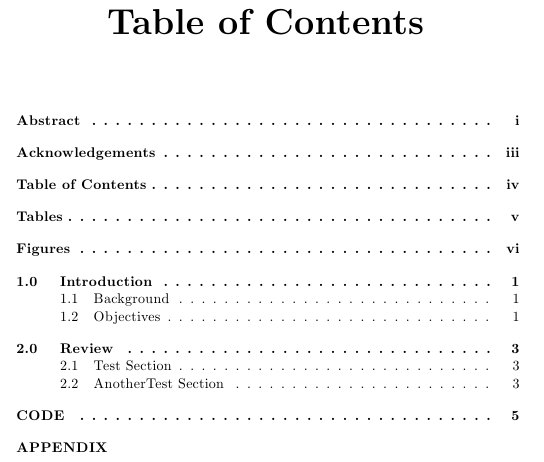 Table of Contents
Abstract . . . . . . . . . . . . . . . . . . . . . . . . . . . . . . . . . . i
Acknowledgements . . . . . . . . . . . . . . . . . . . . . . . . . . . . iii
Table of Contents . . . . . . . . . . . . . . . . . . . . . . . . . . . . . iv
Tables . . . . . . . . . . . . . . . . . . . . . . . . . . . . . . . . . . . . v
Figures . . . . . . . . . . . . . . . . . . . . . . . . . . . . . . . . . . . vi
1.0 Introduction . . . . . . . . . . . . . . . . . . . . . . . . . . . . 1
1.1 Background . . . . . . . . . . . . . . . . . . . . . . . . . . . 1
1.2 Objectives . . . . . . . . . . . . . . . . . . . . . . . . . . . . 1
2.0 Review . . . . . . . . . . . . . . . . . . . . . . . . . . . . . . . 3
2.1 Test Section . . . . . . . . . . . . . . . . . . . . . . . . . . . 3
2.2 AnotherTest Section . . . . . . . . . . . . . . . . . . . . . . 3
CODE . . . . . . . . . . . . . . . . . . . . . . . . . . . . . . . . . . . 5
APPENDIX